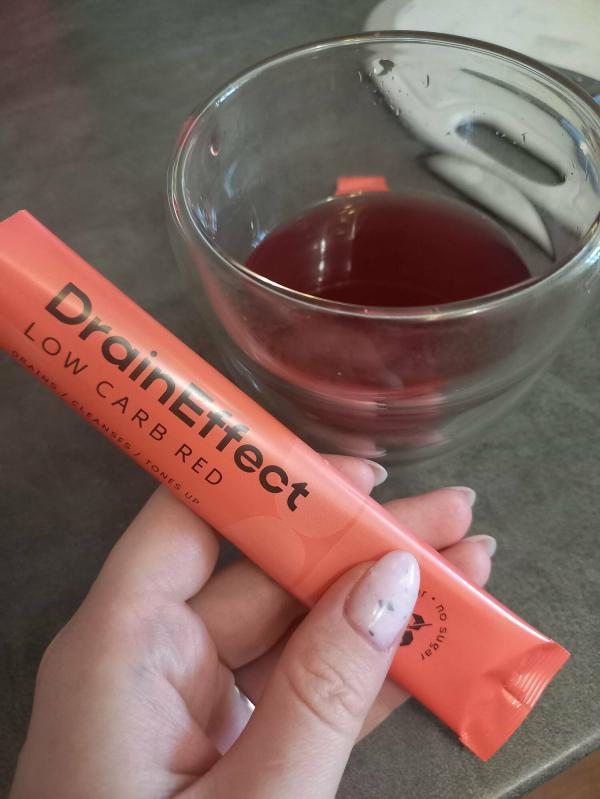 DrainEffect
LOW CARB RED
DRAINS / CLEANSES / TONES UP
no sugar